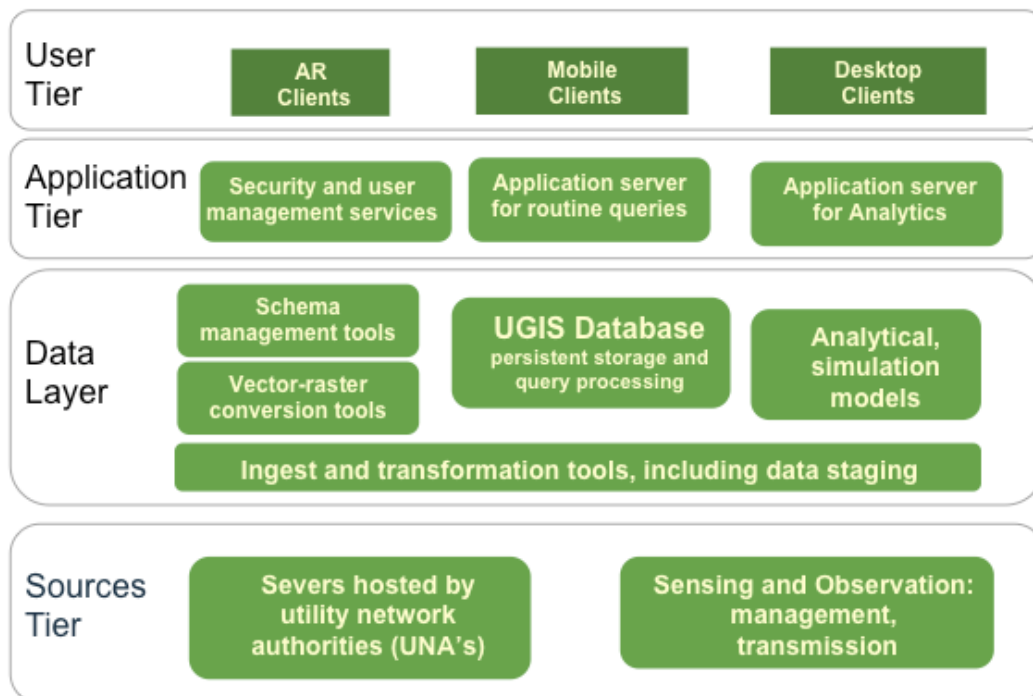 User
Tier
AR
Clients
Mobile
Clients
Desktop
Clients
Application
Tier
Security and user
management services
Application server
for routine queries
Application server
for Analytics
Data
Layer
Schema
management tools
Vector-raster
conversion tools
UGIS Database
persistent storage and
query processing
Analytical,
simulation
models
Ingest and transformation tools, including data staging
Sources
Tier
Severs hosted by
utility network
authorities (UNA's)
Sensing and Observation:
management,
transmission